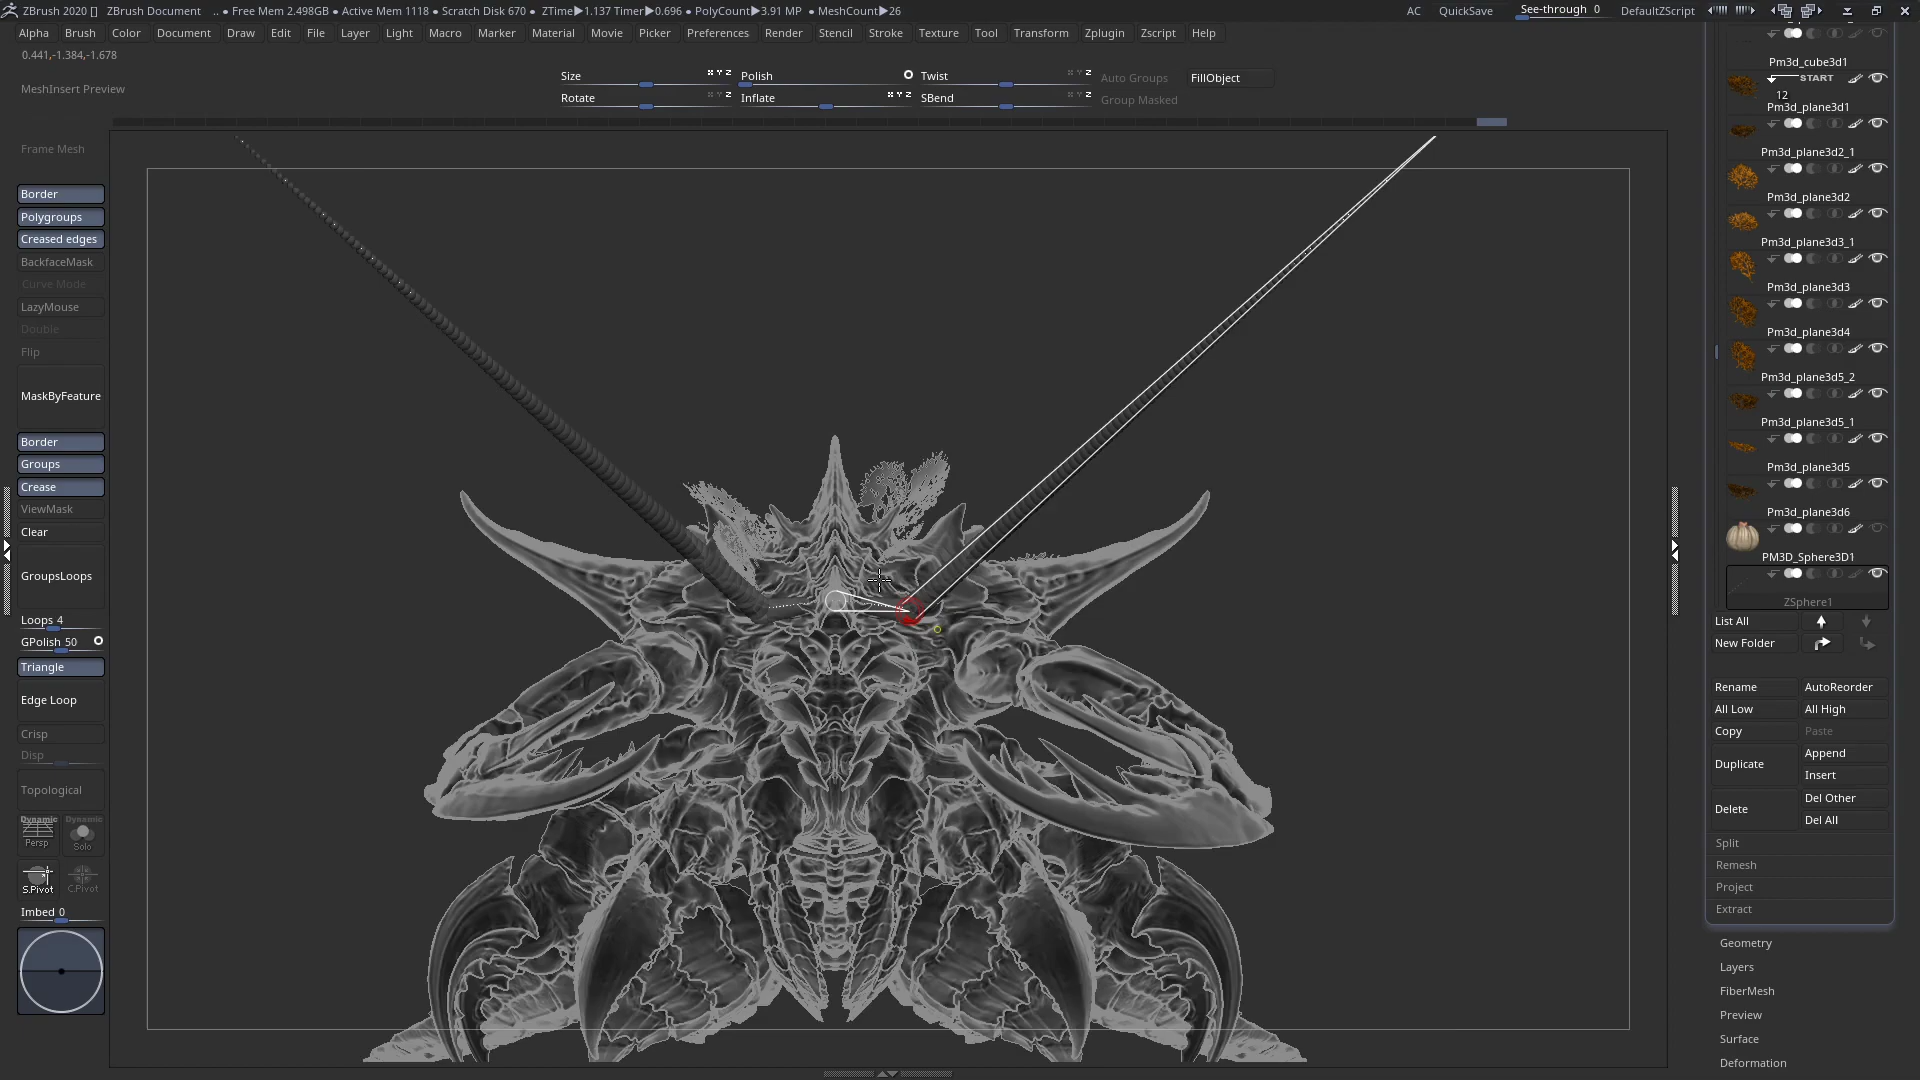 ZBrush 2020 [] ZBrush Document .. ● Free Mem 2.498GB ● Active Mem 1118 ● Scratch Disk 670 ● ZTime▶1.137 Timer▶0.696 ● PolyCount▶3.91 MP ● MeshCount▶26 AC QuickSave See-through 0 DefaultZScript
Alpha Brush Color Document Draw Edit File Layer Light Macro Marker Material Movie Picker Preferences Render Stencil Stroke Texture Tool Transform Zplugin Zscript Help
0.441,-1.384,-1.678
MeshInsert Preview
Size Polish Twist Auto Groups FillObject
Rotate Inflate SBend Group Masked
Frame Mesh
Border
Polygroups
Creased edges
BackfaceMask
Curve Mode
LazyMouse
Double
Flip
MaskByFeature
Border
Groups
Crease
ViewMask
Clear
GroupsLoops
Loops 4
GPolish 50
Triangle
Edge Loop
Crisp
Disp
Topological
Dynamic Dynamic
Persp Solo
S.Pivot C.Pivot
Imbed 0
Pm3d_cube3d1
START
12
Pm3d_plane3d1
Pm3d_plane3d2_1
Pm3d_plane3d2
Pm3d_plane3d3_1
Pm3d_plane3d3
Pm3d_plane3d4
Pm3d_plane3d5_2
Pm3d_plane3d5_1
Pm3d_plane3d5
Pm3d_plane3d6
PM3D_Sphere3D1
ZSphere1
List All
New Folder
Rename AutoReorder
All Low All High
Copy Paste
Duplicate Append
Insert
Delete Del Other
Del All
Split
Remesh
Project
Extract
Geometry
Layers
FiberMesh
Preview
Surface
Deformation